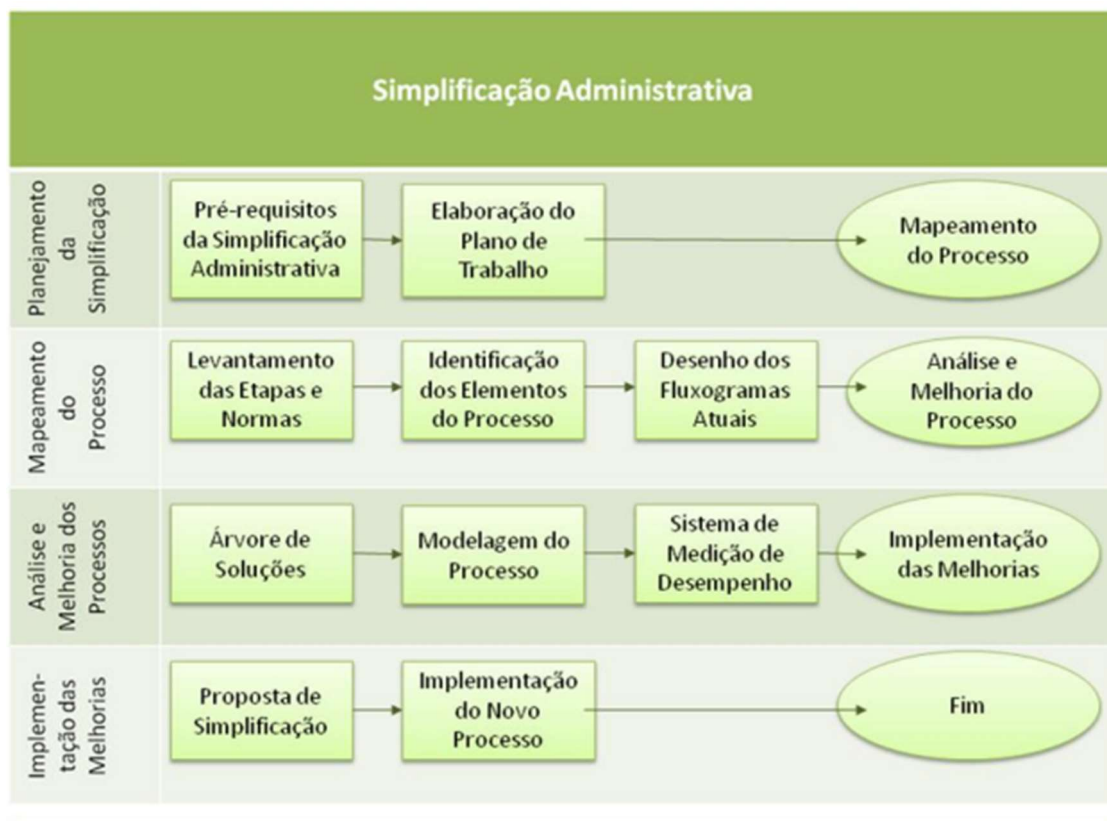 Simplificação Administrativa
Planejamento
da
Simplificação
Pré-requisitos
da Simplificação
Administrativa
Elaboração do
Plano de
Trabalho
Mapeamento
do Processo
Mapeamento
do
Processo
Levantamento
das Etapas e
Normas
Identificação
dos Elementos
do Processo
Desenho dos
Fluxogramas
Atuais
Análise e
Melhoria do
Processo
Análise e
Melhoria dos
Processos
Árvore de
Soluções
Modelagem do
Processo
Sistema de
Medição de
Desempenho
Implementação
das Melhorias
Implemen-
tação das
Melhorias
Proposta de
Simplificação
Implementação
do Novo
Processo
Fim